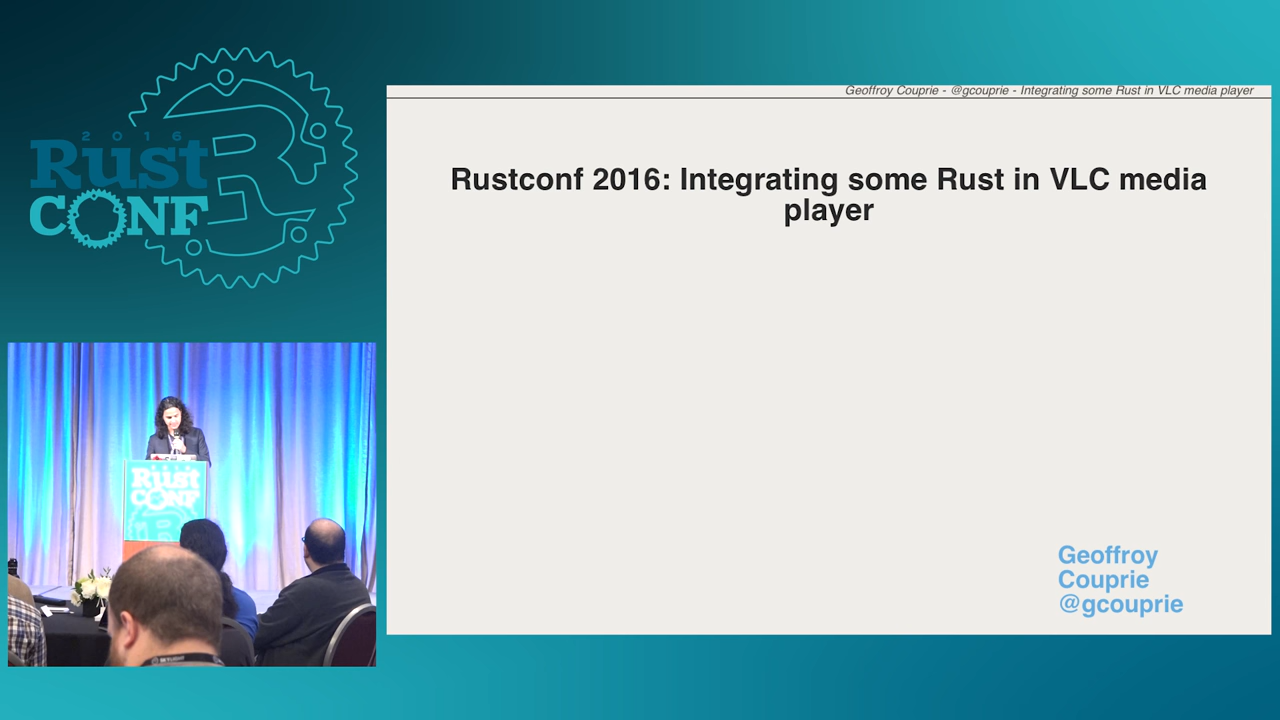 2016
Rust
CONF
Geoffroy Couprie - @gcouprie - Integrating some Rust in VLC media player
Rustconf 2016: Integrating some Rust in VLC media
player
Geoffroy
Couprie
@gcouprie
2016
Rust
CONF